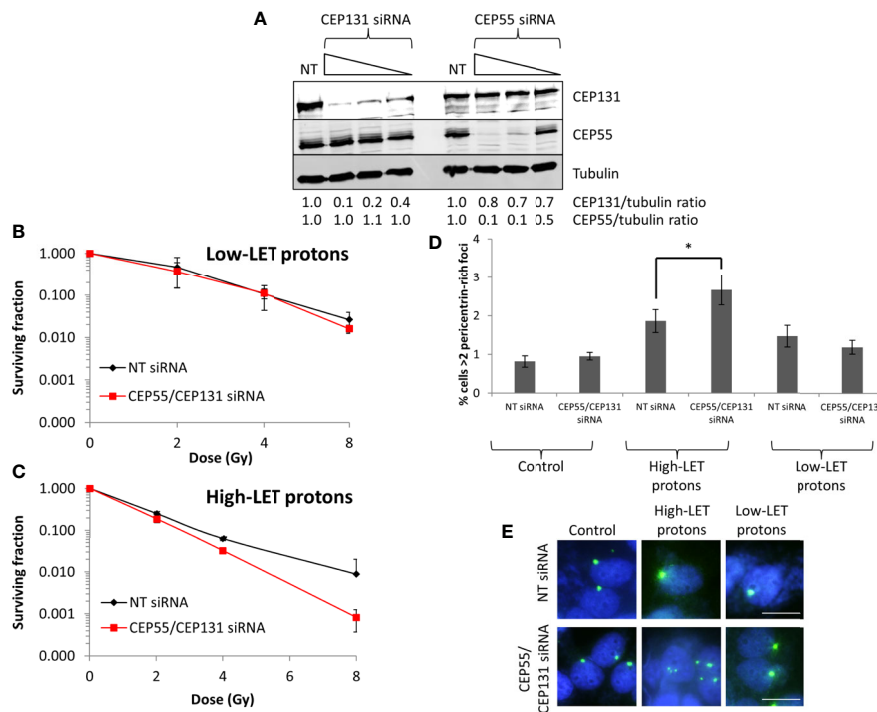 A
CEP131 siRNA
CEP55 siRNA
NT
NT
CEP131
CEP55
Tubulin
1.0 0.1 0.2 0.4 1.0 0.8 0.7 0.7 CEP131/tubulin ratio
1.0 1.0 1.1 1.0 1.0 0.1 0.1 0.5 CEP55/tubulin ratio
B
Low-LET protons
Surviving fraction
1.000
0.100
0.010
0.001
0.000
NT siRNA
CEP55/CEP131 siRNA
0 2 4 8
Dose (Gy)
C
High-LET protons
Surviving fraction
1.000
0.100
0.010
0.001
0.000
NT siRNA
CEP55/CEP131 siRNA
0 2 4 8
Dose (Gy)
D
% cells >2 pericentrin-rich foci
4
3
2
1
0
*
NT siRNA
CEP55/CEP131
siRNA
NT siRNA
CEP55/CEP131
siRNA
NT siRNA
CEP55/CEP13
siRNA
Control
High-LET
protons
Low-LET
protons
E
Control
High-LET
protons
Low-LET
protons
NT siRNA
CEP55/
CEP131 siRNA